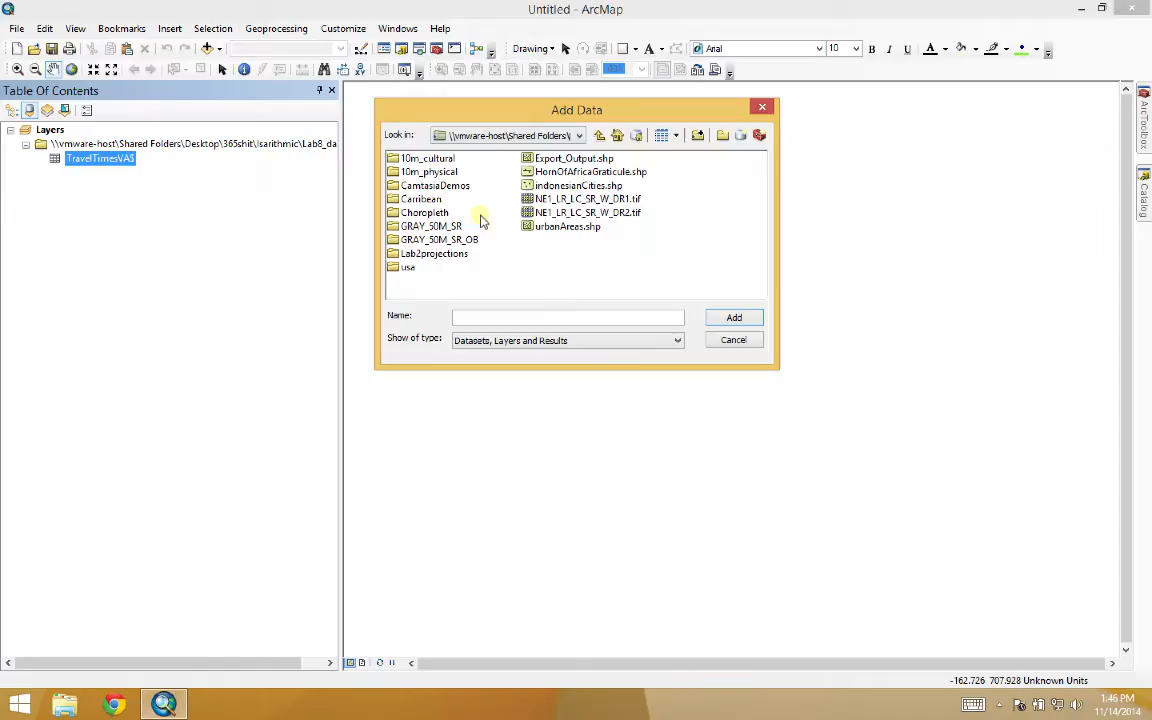 Untitled - ArcMap
File Edit View Bookmarks Insert Selection Geoprocessing Customize Windows Help
Drawing Arial 10 B I U A
Table Of Contents
Layers
\\vmware-host\Shared Folders\Desktop\365shit\Isarithmic\Lab8_da
TravelTimesVA$
Add Data
Look in: \\vmware-host\Shared Folders\
10m_cultural
10m_physical
CamtasiaDemos
Carribean
Choropleth
GRAY_50M_SR
GRAY_50M_SR_OB
Lab2projections
usa
Export_Output.shp
HornOfAfricaGraticule.shp
indonesianCities.shp
NE1_LR_LC_SR_W_DR1.tif
NE1_LR_LC_SR_W_DR2.tif
urbanAreas.shp
Name: Add
Show of type: Datasets, Layers and Results Cancel
ArcToolbox
Catalog
-162.726 707.928 Unknown Units
1:46 PM
11/14/2014